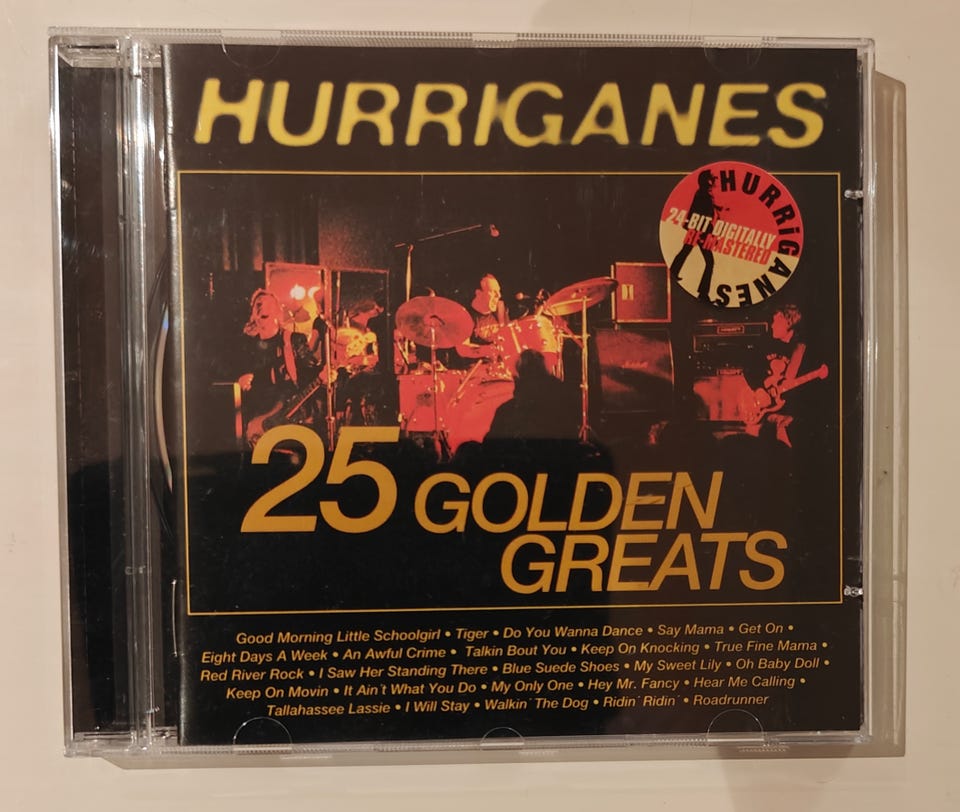 HURRIGANES
HURRiGANES
24-BIT DIGITALLY
RE-MASTERED
25 GOLDEN
GREATS
Good Morning Little Schoolgirl • Tiger • Do You Wanna Dance • Say Mama • Get On •
Eight Days A Week • An Awful Crime • Talkin Bout You • Keep On Knocking • True Fine Mama •
Red River Rock • I Saw Her Standing There • Blue Suede Shoes • My Sweet Lily • Oh Baby Doll •
Keep On Movin • It Ain't What You Do • My Only One • Hey Mr. Fancy • Hear Me Calling •
Tallahassee Lassie • I Will Stay • Walkin' The Dog • Ridin' Ridin' • Roadrunner